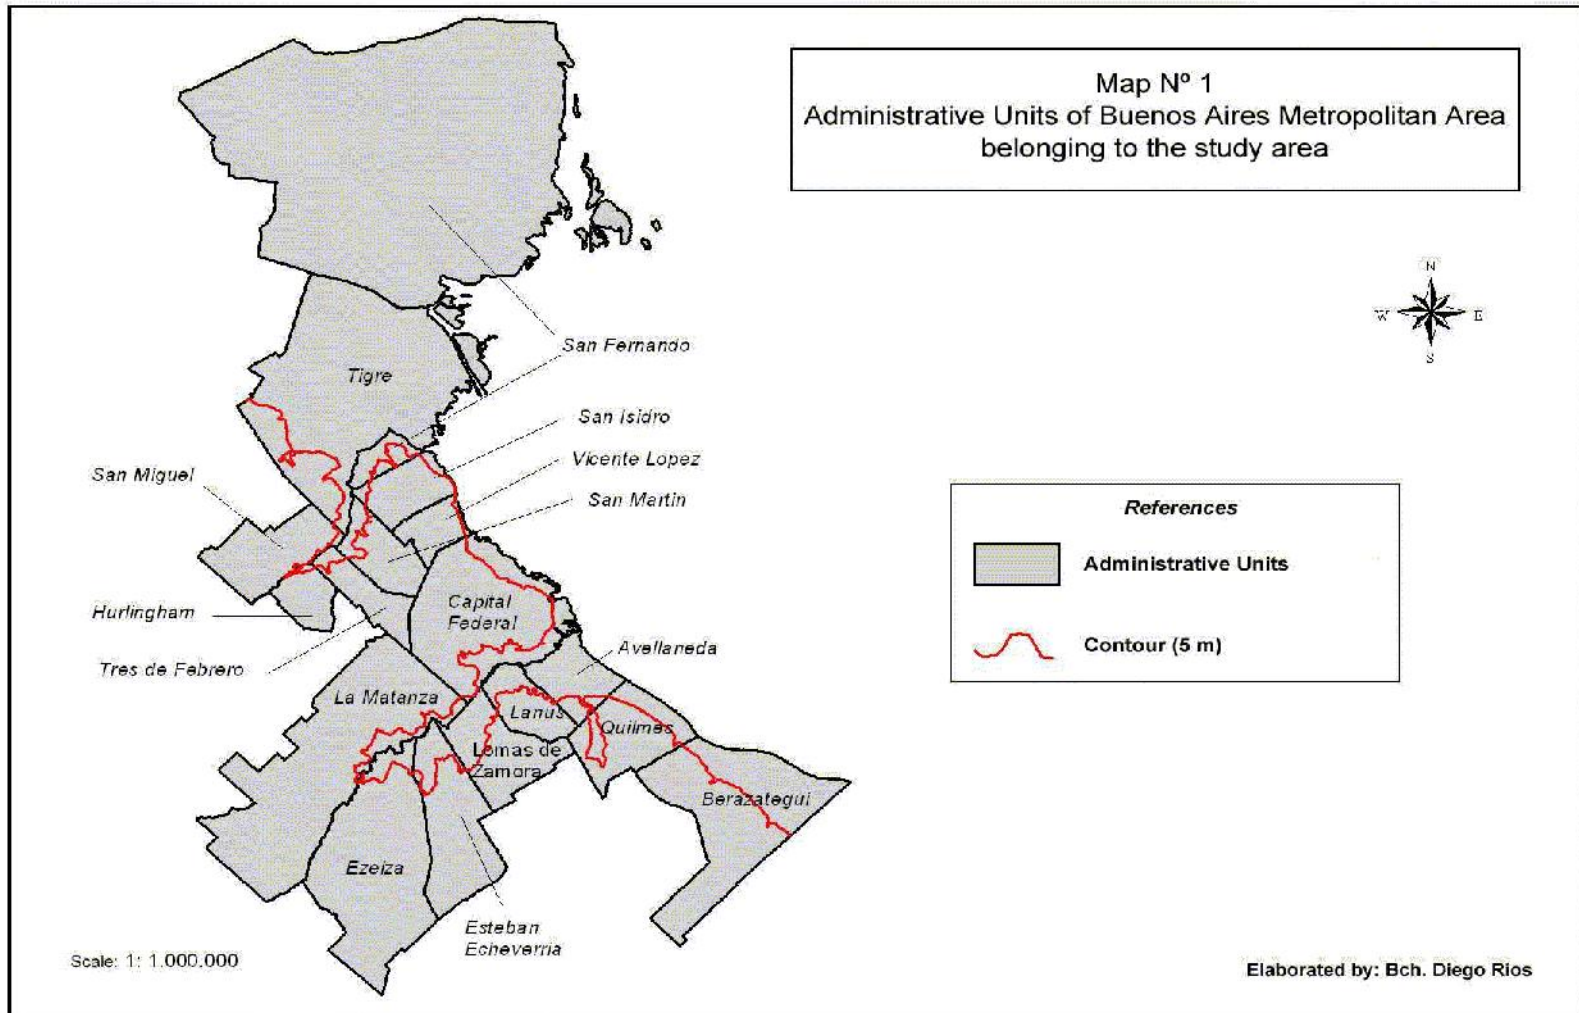 Map Nº 1
Administrative Units of Buenos Aires Metropolitan Area
belonging to the study area
N
W
E
S
San Fernando
Tigre
San Isidro
Vicente Lopez
San Miguel
San Martin
Capital
Federal
Hurlingham
Avellaneda
Tres de Febrero
La Matanza
Lanus
Quilmes
Lomas de
Zamora
Berazategui
Ezeiza
Esteban
Echeverria
References
Administrative Units
Contour (5 m)
Scale: 1: 1.000.000
Elaborated by: Bch. Diego Rios